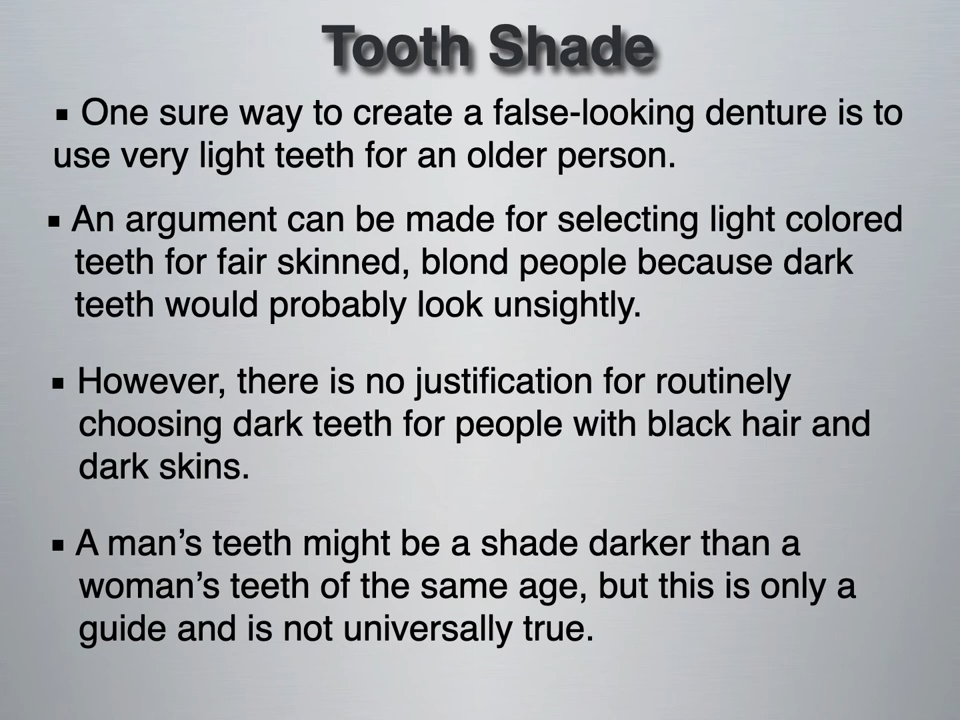 Tooth Shade
▪ One sure way to create a false-looking denture is to
use very light teeth for an older person.
▪ An argument can be made for selecting light colored
teeth for fair skinned, blond people because dark
teeth would probably look unsightly.
▪ However, there is no justification for routinely
choosing dark teeth for people with black hair and
dark skins.
▪ A man’s teeth might be a shade darker than a
woman’s teeth of the same age, but this is only a
guide and is not universally true.